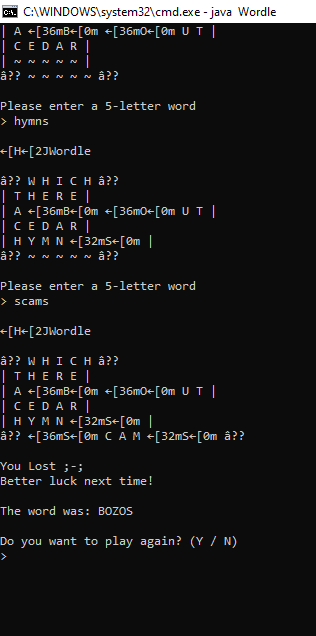 C:\WINDOWS\system32\cmd.exe - java Wordle
| A ←[36mB←[0m ←[36mO←[0m U T |
| C E D A R |
| ~ ~ ~ ~ ~ |
â?? ~ ~ ~ ~ ~ â??
Please enter a 5-letter word
> hymns
←[H←[2JWordle
â?? W H I C H â??
| T H E R E |
| A ←[36mB←[0m ←[36mO←[0m U T |
| C E D A R |
| H Y M N ←[32mS←[0m |
â?? ~ ~ ~ ~ ~ â??
Please enter a 5-letter word
> scams
←[H←[2JWordle
â?? W H I C H â??
| T H E R E |
| A ←[36mB←[0m ←[36mO←[0m U T |
| C E D A R |
| H Y M N ←[32mS←[0m |
â?? ←[36mS←[0m C A M ←[32mS←[0m â??
You Lost ;-;
Better luck next time!
The word was: BOZOS
Do you want to play again? (Y / N)
>